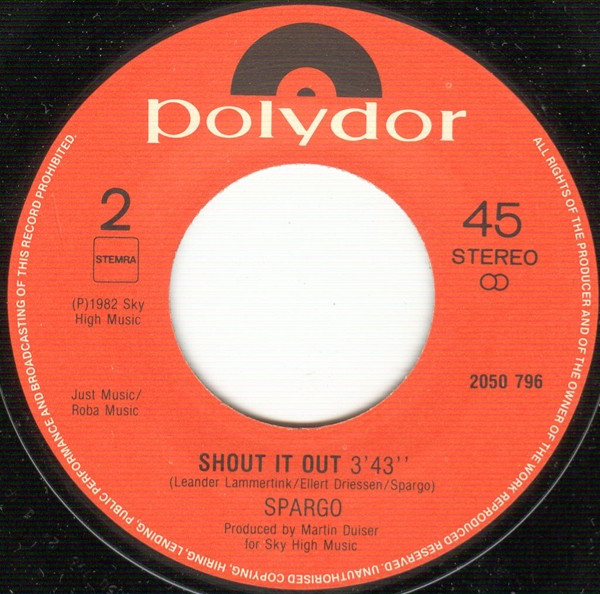 polydor
2
STEMRA
45
STEREO
(P)1982 Sky
High Music
2050 796
Just Music/
Roba Music
SHOUT IT OUT 3'43''
(Leander Lammertink/Ellert Driessen/Spargo)
SPARGO
Produced by Martin Duiser
for Sky High Music
ALL RIGHTS OF THE PRODUCER AND OF THE OWNER OF THE WORK REPRODUCED RESERVED. UNAUTHORISED COPYING, HIRING, LENDING, PUBLIC PERFORMANCE AND BROADCASTING OF THIS RECORD PROHIBITED.